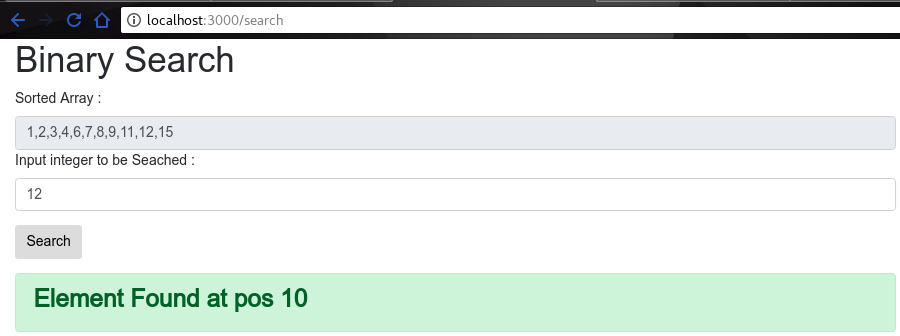 localhost:3000/search
Binary Search
Sorted Array :
1,2,3,4,6,7,8,9,11,12,15
Input integer to be Seached :
12
Search
Element Found at pos 10